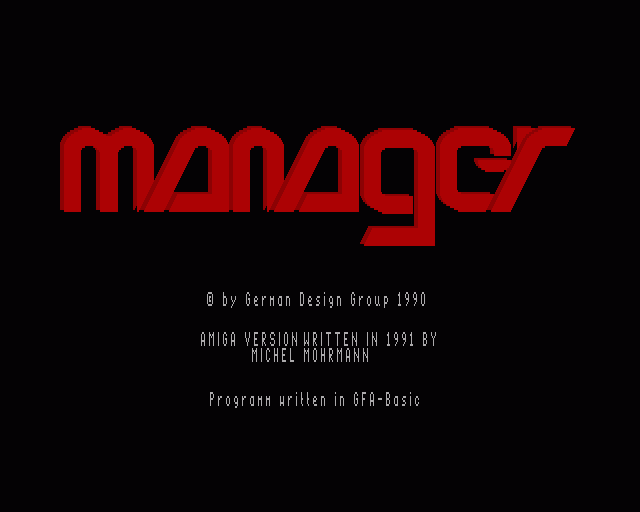 manager
© by German Design Group 1990
AMIGA VERSION WRITTEN IN 1991 BY
MICHEL MOHRMANN
Programm written in GFA-Basic